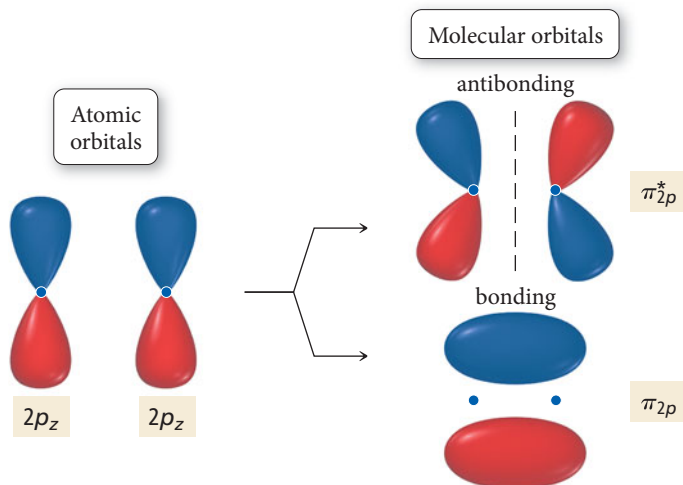 Molecular orbitals
antibonding
Atomic
orbitals
π*2p
bonding
2pz
2pz
π2p